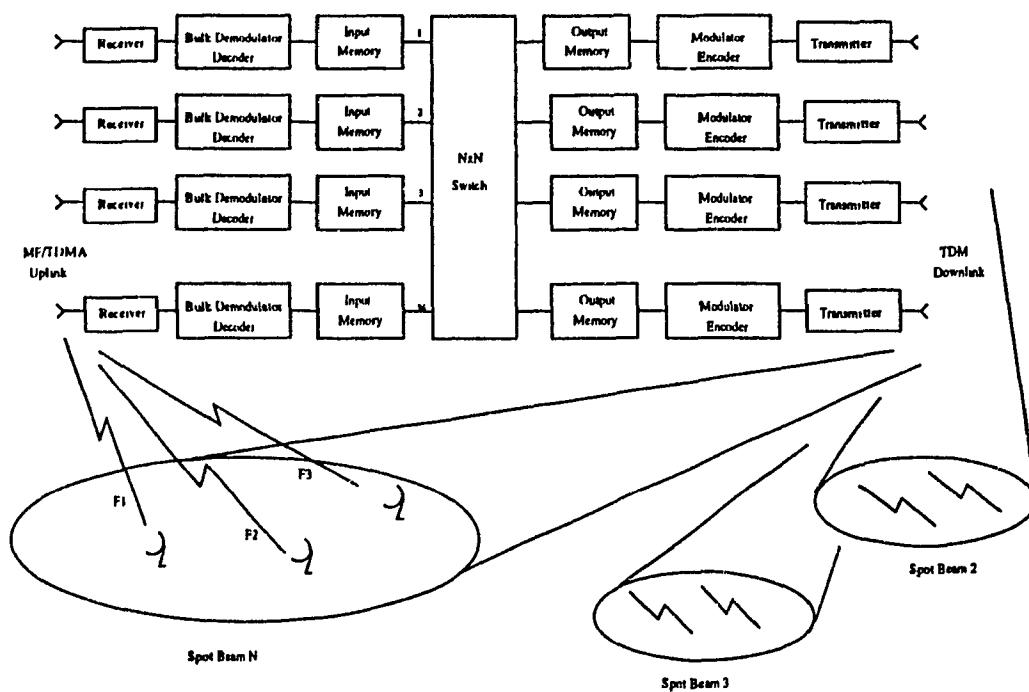 Receiver
Bulk Demodulator
Decoder
Input
Memory
1
Output
Memory
Modulator
Encoder
Transmitter
Receiver
Bulk Demodulator
Decoder
Input
Memory
2
Output
Memory
Modulator
Encoder
Transmitter
NxN
Switch
Receiver
Bulk Demodulator
Decoder
Input
Memory
3
Output
Memory
Modulator
Encoder
Transmitter
MF/TDMA
Uplink
TDM
Downlink
Receiver
Bulk Demodulator
Decoder
Input
Memory
Output
Memory
Modulator
Encoder
Transmitter
F1
F2
F3
Spot Beam 2
Spot Beam N
Spot Beam 3